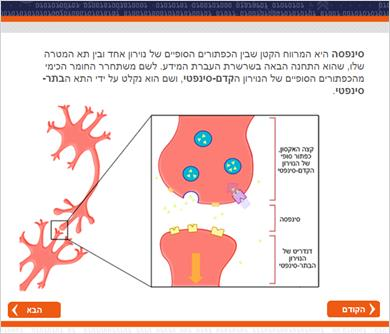 סינפסה היא המרווח הקטן שבין הכפתורים הסופיים של נוירון אחד ובין תא המטרה
שלו, שהוא התחנה הבאה בשרשרת העברת המידע. לשם משתחרר החומר הכימי
מהכפתורים הסופיים של הנוירון הקדם-סינפטי, ושם הוא נקלט על ידי התא הבתר-
סינפטי.
קצה האקסון,
כפתור סופי
של הנוירון
הקדם-סינפטי
סינפסה
דנדריט של
הנוירון
הבתר-סינפטי
הקודם
הבא